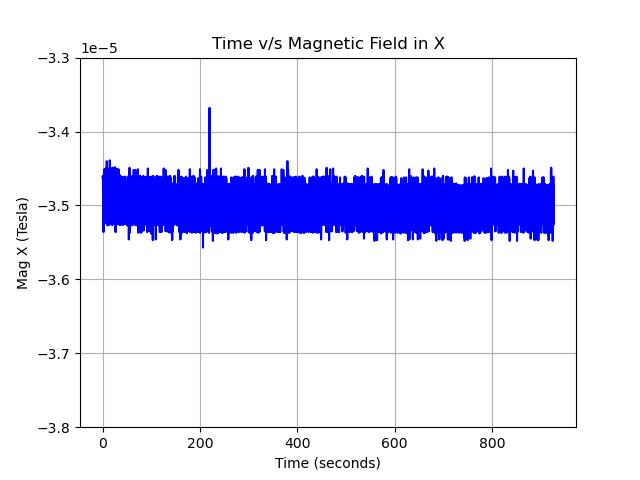 Time v/s Magnetic Field in X
1e−5
−3.3
−3.4
−3.5
−3.6
−3.7
−3.8
Mag X (Tesla)
0 200 400 600 800
Time (seconds)